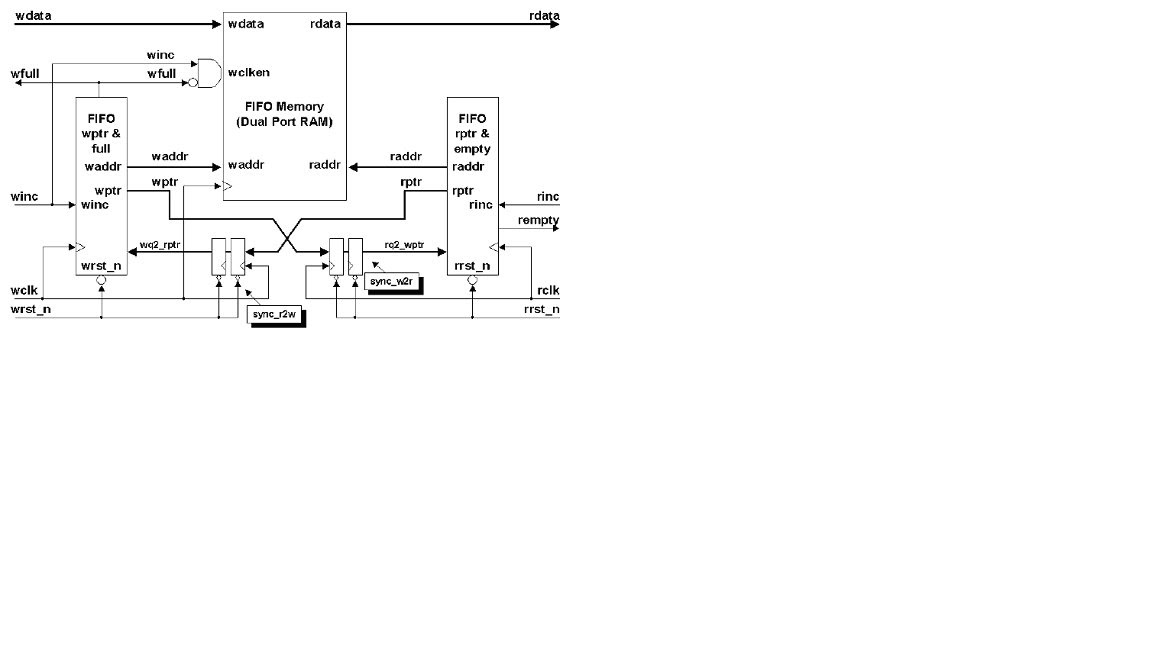 wdata
rdata
wdata
rdata
winc
wfull
wfull
wclken
FIFO Memory
(Dual Port RAM)
FIFO
wptr &
full
FIFO
rptr &
empty
waddr
waddr
waddr
raddr
raddr
raddr
wptr
wptr
rptr
rptr
winc
winc
rinc
rinc
rempty
wq2_rptr
rq2_wptr
wrst_n
rrst_n
sync_w2r
wclk
rclk
wrst_n
sync_r2w
rrst_n